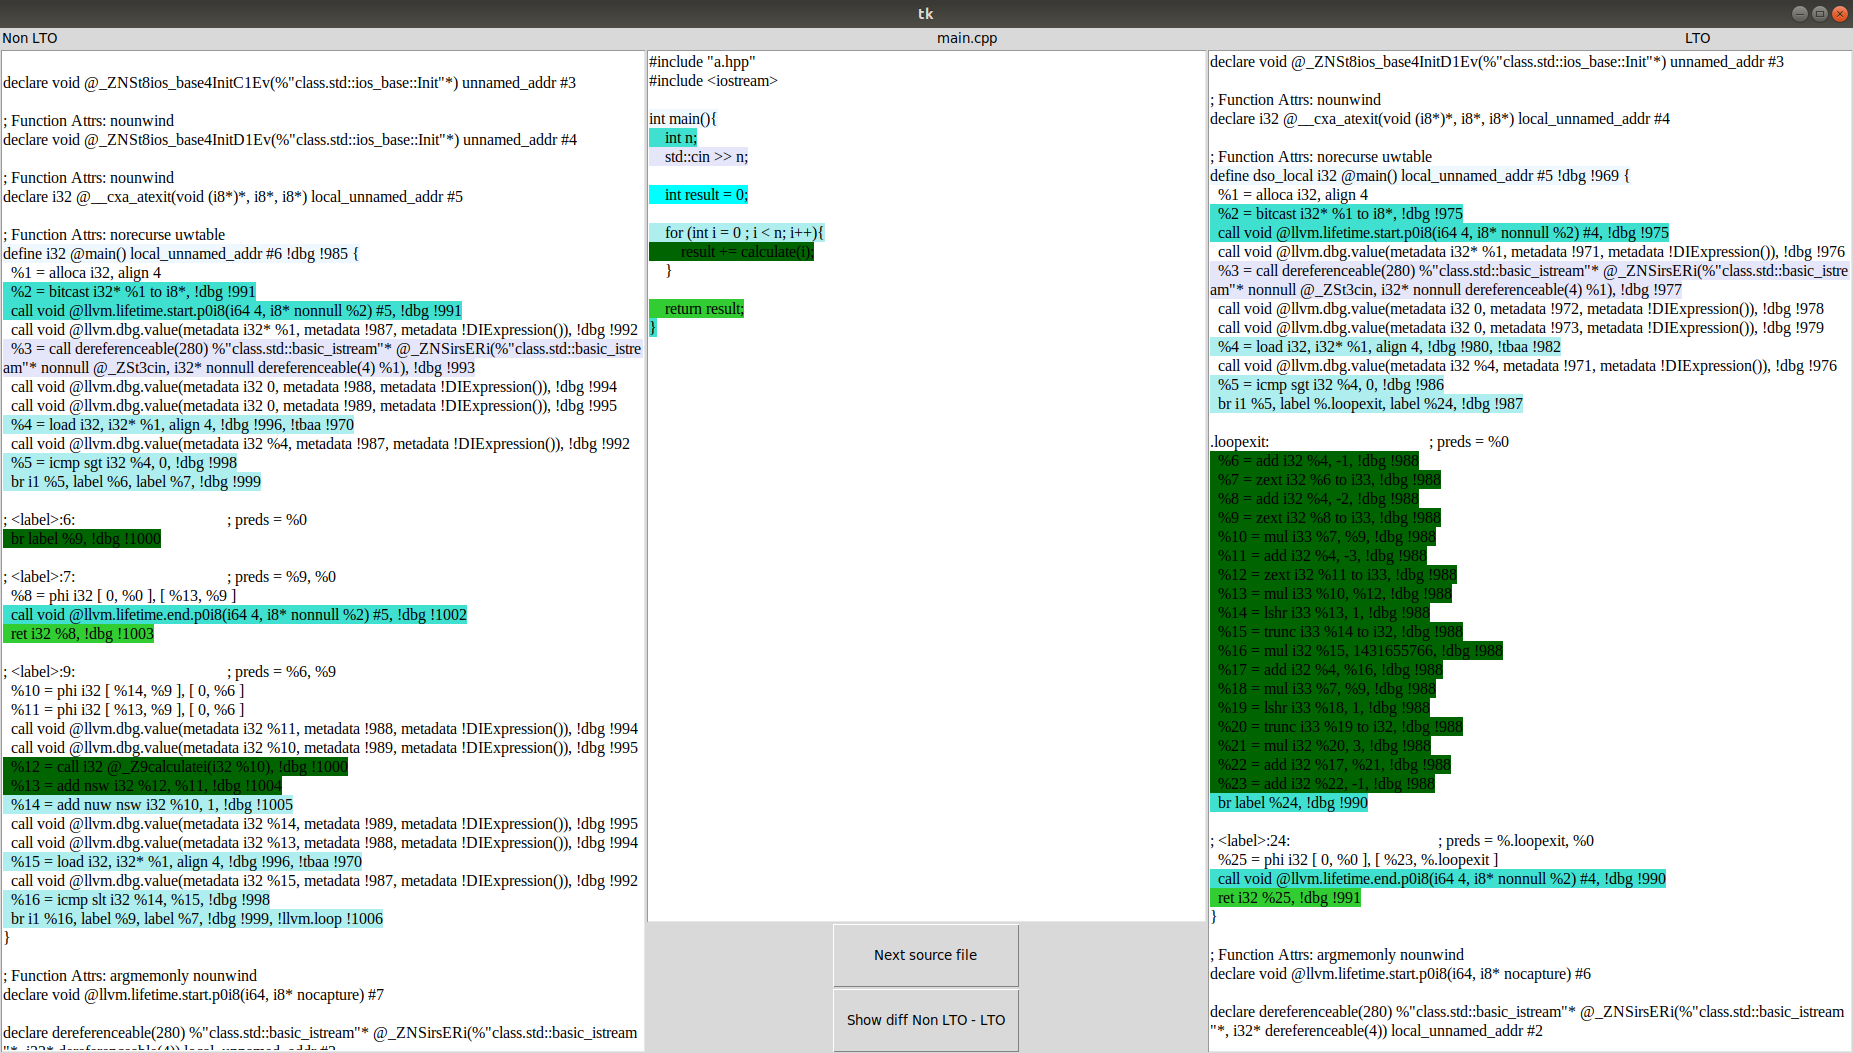 tk
Non LTO
main.cpp
LTO
declare void @_ZNSt8ios_base4InitC1Ev(%"class.std::ios_base::Init"*) unnamed_addr #3
; Function Attrs: nounwind
declare void @_ZNSt8ios_base4InitD1Ev(%"class.std::ios_base::Init"*) unnamed_addr #4
; Function Attrs: nounwind
declare i32 @__cxa_atexit(void (i8*)*, i8*, i8*) local_unnamed_addr #5
; Function Attrs: norecurse uwtable
define i32 @main() local_unnamed_addr #6 !dbg !985 {
%1 = alloca i32, align 4
%2 = bitcast i32* %1 to i8*, !dbg !991
call void @llvm.lifetime.start.p0i8(i64 4, i8* nonnull %2) #5, !dbg !991
call void @llvm.dbg.value(metadata i32* %1, metadata !987, metadata !DIExpression()), !dbg !992
%3 = call dereferenceable(280) %"class.std::basic_istream"* @_ZNSirsERi(%"class.std::basic_istre
am"* nonnull @_ZSt3cin, i32* nonnull dereferenceable(4) %1), !dbg !993
call void @llvm.dbg.value(metadata i32 0, metadata !988, metadata !DIExpression()), !dbg !994
call void @llvm.dbg.value(metadata i32 0, metadata !989, metadata !DIExpression()), !dbg !995
%4 = load i32, i32* %1, align 4, !dbg !996, !tbaa !970
call void @llvm.dbg.value(metadata i32 %4, metadata !987, metadata !DIExpression()), !dbg !992
%5 = icmp sgt i32 %4, 0, !dbg !998
br i1 %5, label %6, label %7, !dbg !999
; <label>:6: ; preds = %0
br label %9, !dbg !1000
; <label>:7: ; preds = %9, %0
%8 = phi i32 [ 0, %0 ], [ %13, %9 ]
call void @llvm.lifetime.end.p0i8(i64 4, i8* nonnull %2) #5, !dbg !1002
ret i32 %8, !dbg !1003
; <label>:9: ; preds = %6, %9
%10 = phi i32 [ %14, %9 ], [ 0, %6 ]
%11 = phi i32 [ %13, %9 ], [ 0, %6 ]
call void @llvm.dbg.value(metadata i32 %11, metadata !988, metadata !DIExpression()), !dbg !994
call void @llvm.dbg.value(metadata i32 %10, metadata !989, metadata !DIExpression()), !dbg !995
%12 = call i32 @_Z9calculatei(i32 %10), !dbg !1000
%13 = add nsw i32 %12, %11, !dbg !1004
%14 = add nuw nsw i32 %10, 1, !dbg !1005
call void @llvm.dbg.value(metadata i32 %14, metadata !989, metadata !DIExpression()), !dbg !995
call void @llvm.dbg.value(metadata i32 %13, metadata !988, metadata !DIExpression()), !dbg !994
%15 = load i32, i32* %1, align 4, !dbg !996, !tbaa !970
call void @llvm.dbg.value(metadata i32 %15, metadata !987, metadata !DIExpression()), !dbg !992
%16 = icmp slt i32 %14, %15, !dbg !998
br i1 %16, label %9, label %7, !dbg !999, !llvm.loop !1006
}
; Function Attrs: argmemonly nounwind
declare void @llvm.lifetime.start.p0i8(i64, i8* nocapture) #7
declare dereferenceable(280) %"class.std::basic_istream"* @_ZNSirsERi(%"class.std::basic_istream
"*, i32* dereferenceable(4)) local_unnamed_addr #2
#include "a.hpp"
#include <iostream>
int main(){
int n;
std::cin >> n;
int result = 0;
for (int i = 0 ; i < n; i++){
result += calculate(i);
}
return result;
}
Next source file
Show diff Non LTO - LTO
declare void @_ZNSt8ios_base4InitD1Ev(%"class.std::ios_base::Init"*) unnamed_addr #3
; Function Attrs: nounwind
declare i32 @__cxa_atexit(void (i8*)*, i8*, i8*) local_unnamed_addr #4
; Function Attrs: norecurse uwtable
define dso_local i32 @main() local_unnamed_addr #5 !dbg !969 {
%1 = alloca i32, align 4
%2 = bitcast i32* %1 to i8*, !dbg !975
call void @llvm.lifetime.start.p0i8(i64 4, i8* nonnull %2) #4, !dbg !975
call void @llvm.dbg.value(metadata i32* %1, metadata !971, metadata !DIExpression()), !dbg !976
%3 = call dereferenceable(280) %"class.std::basic_istream"* @_ZNSirsERi(%"class.std::basic_istre
am"* nonnull @_ZSt3cin, i32* nonnull dereferenceable(4) %1), !dbg !977
call void @llvm.dbg.value(metadata i32 0, metadata !972, metadata !DIExpression()), !dbg !978
call void @llvm.dbg.value(metadata i32 0, metadata !973, metadata !DIExpression()), !dbg !979
%4 = load i32, i32* %1, align 4, !dbg !980, !tbaa !982
call void @llvm.dbg.value(metadata i32 %4, metadata !971, metadata !DIExpression()), !dbg !976
%5 = icmp sgt i32 %4, 0, !dbg !986
br i1 %5, label %.loopexit, label %24, !dbg !987
.loopexit: ; preds = %0
%6 = add i32 %4, -1, !dbg !988
%7 = zext i32 %6 to i33, !dbg !988
%8 = add i32 %4, -2, !dbg !988
%9 = zext i32 %8 to i33, !dbg !988
%10 = mul i33 %7, %9, !dbg !988
%11 = add i32 %4, -3, !dbg !988
%12 = zext i32 %11 to i33, !dbg !988
%13 = mul i33 %10, %12, !dbg !988
%14 = lshr i33 %13, 1, !dbg !988
%15 = trunc i33 %14 to i32, !dbg !988
%16 = mul i32 %15, 1431655766, !dbg !988
%17 = add i32 %4, %16, !dbg !988
%18 = mul i33 %7, %9, !dbg !988
%19 = lshr i33 %18, 1, !dbg !988
%20 = trunc i33 %19 to i32, !dbg !988
%21 = mul i32 %20, 3, !dbg !988
%22 = add i32 %17, %21, !dbg !988
%23 = add i32 %22, -1, !dbg !988
br label %24, !dbg !990
; <label>:24: ; preds = %.loopexit, %0
%25 = phi i32 [ 0, %0 ], [ %23, %.loopexit ]
call void @llvm.lifetime.end.p0i8(i64 4, i8* nonnull %2) #4, !dbg !990
ret i32 %25, !dbg !991
}
; Function Attrs: argmemonly nounwind
declare void @llvm.lifetime.start.p0i8(i64, i8* nocapture) #6
declare dereferenceable(280) %"class.std::basic_istream"* @_ZNSirsERi(%"class.std::basic_istream
"*, i32* dereferenceable(4)) local_unnamed_addr #2